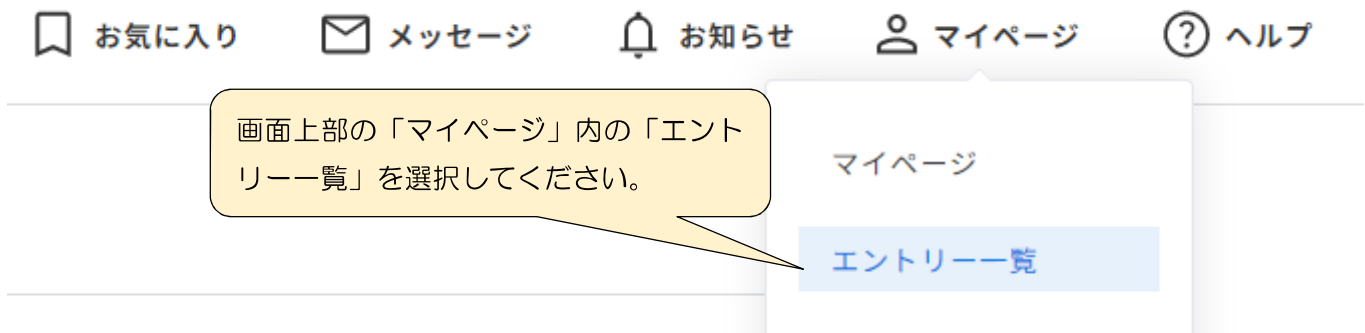 お気に入り メッセージ お知らせ マイページ ヘルプ
画面上部の「マイページ」内の「エント
リー一覧」を選択してください。
マイページ
エントリー一覧